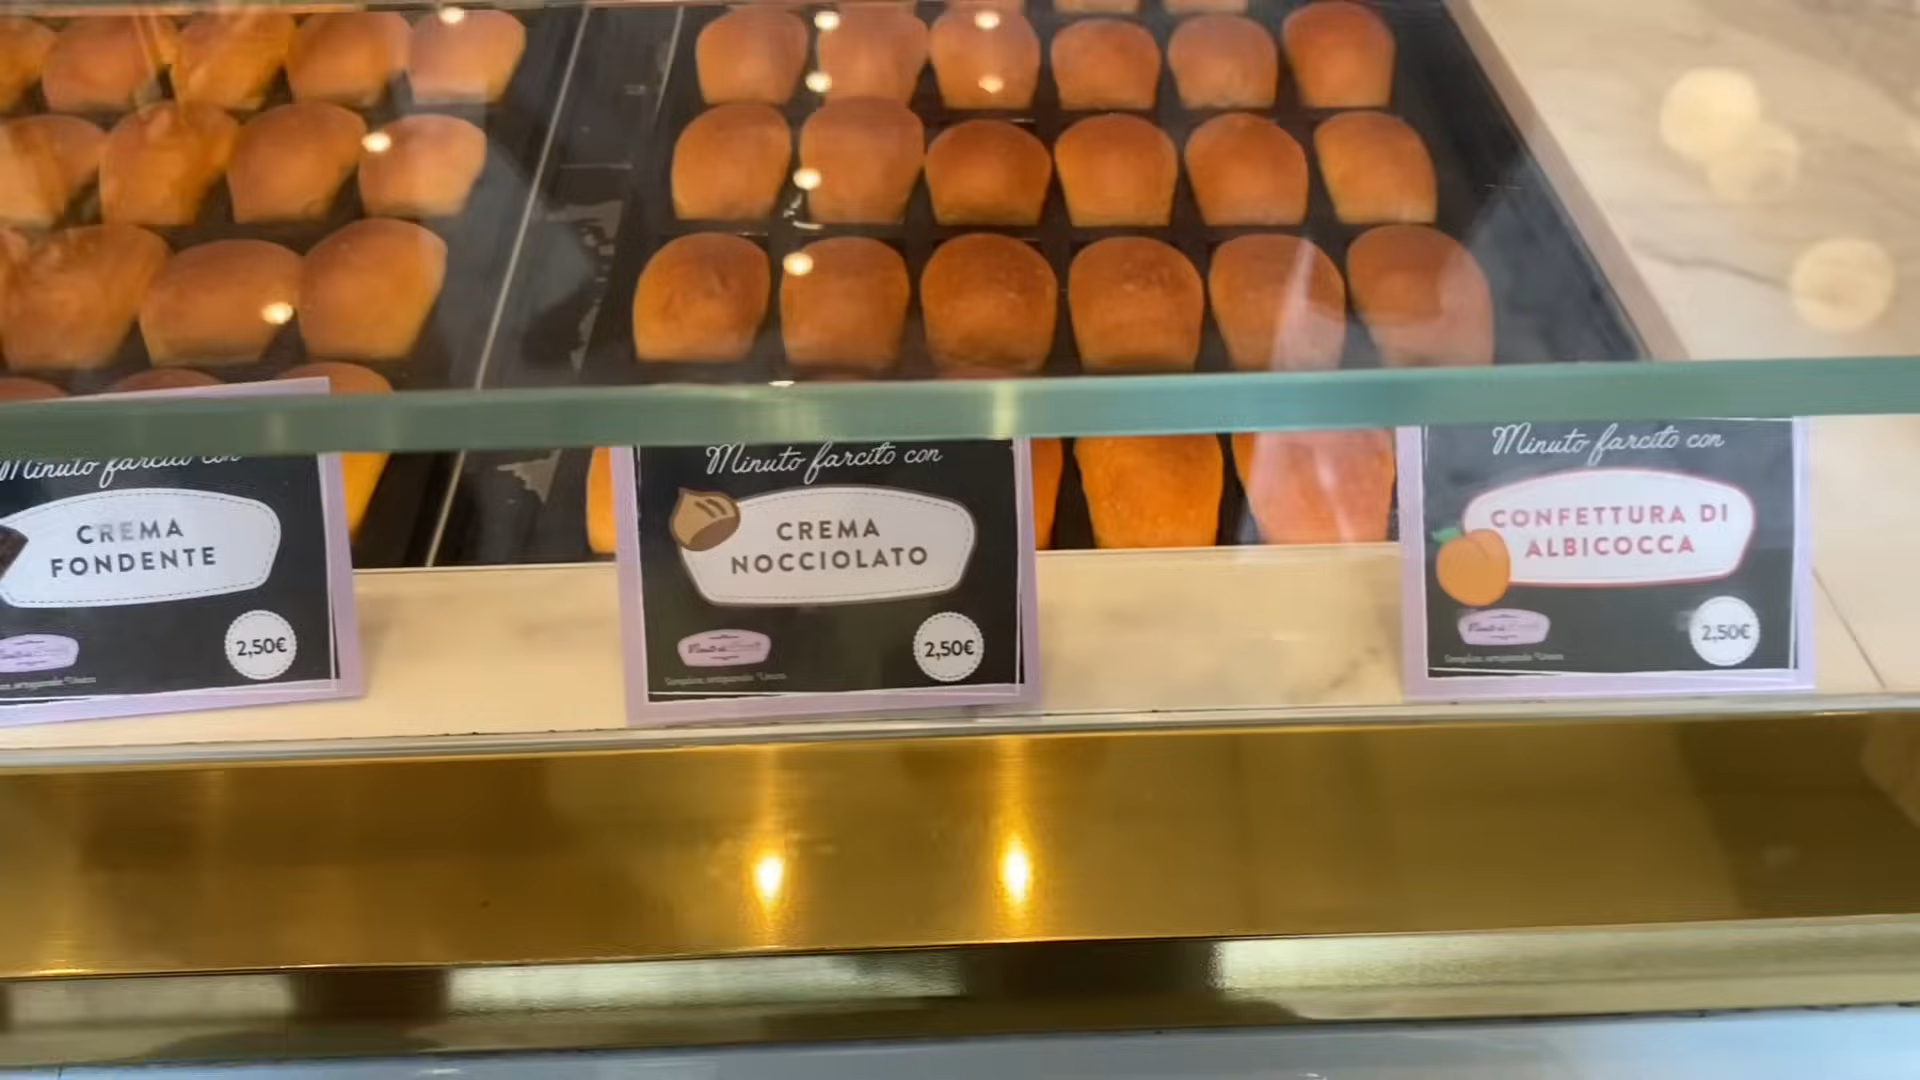 Minuto farcito con
CREMA
FONDENTE
2,50€
Minuto farcito con
CREMA
NOCCIOLATO
2,50€
Minuto farcito con
CONFETTURA DI
ALBICOCCA
2,50€